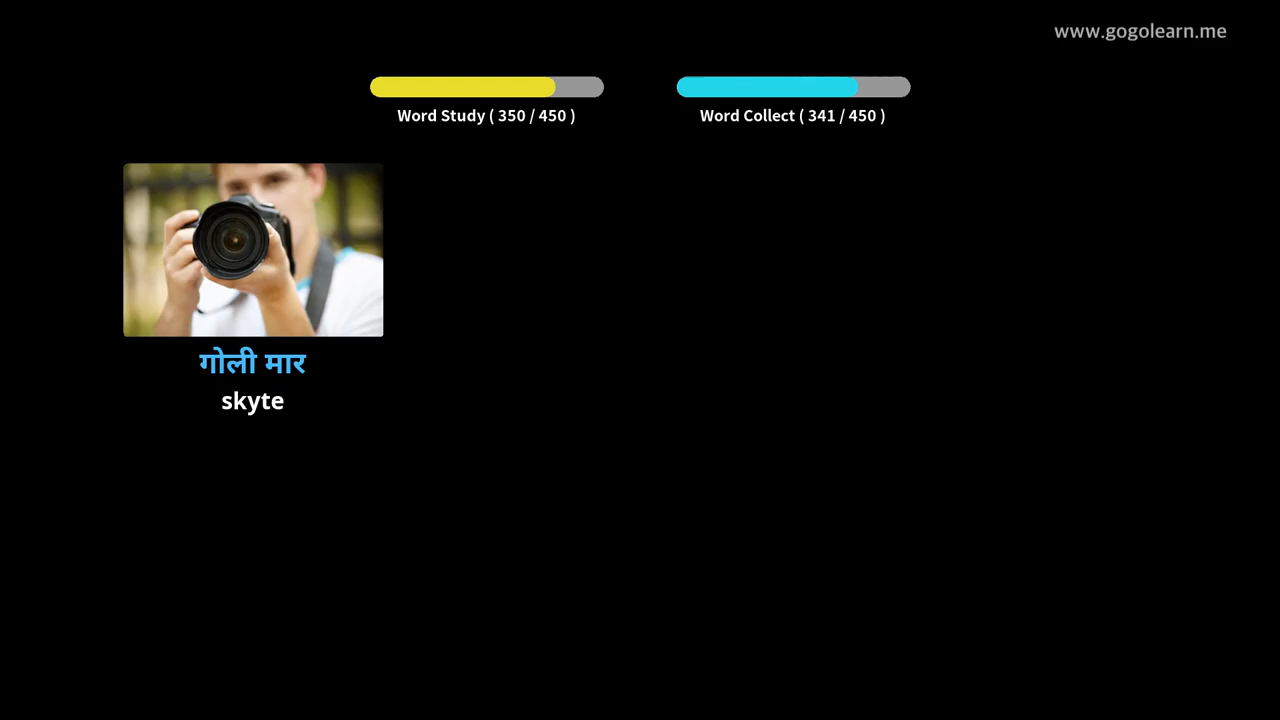 www.gogolearn.me
Word Study ( 350 / 450 )
Word Collect ( 341 / 450 )
गोली मार
skyte